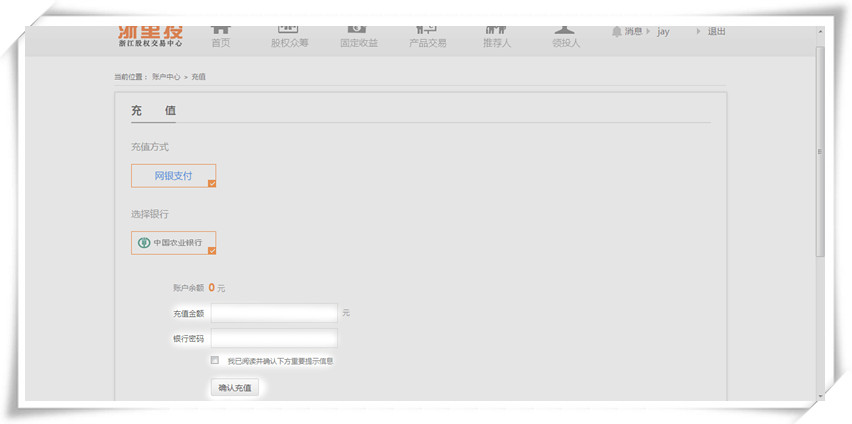 浙里投
浙江股权交易中心
首页 股权众筹 固定收益 产品交易 推荐人 领投人 消息 jay 退出
当前位置： 账户中心 > 充值
充 值
充值方式
网银支付
选择银行
中国农业银行
账户余额 0 元
充值金额 元
银行密码
我已阅读并确认下方重要提示信息
确认充值